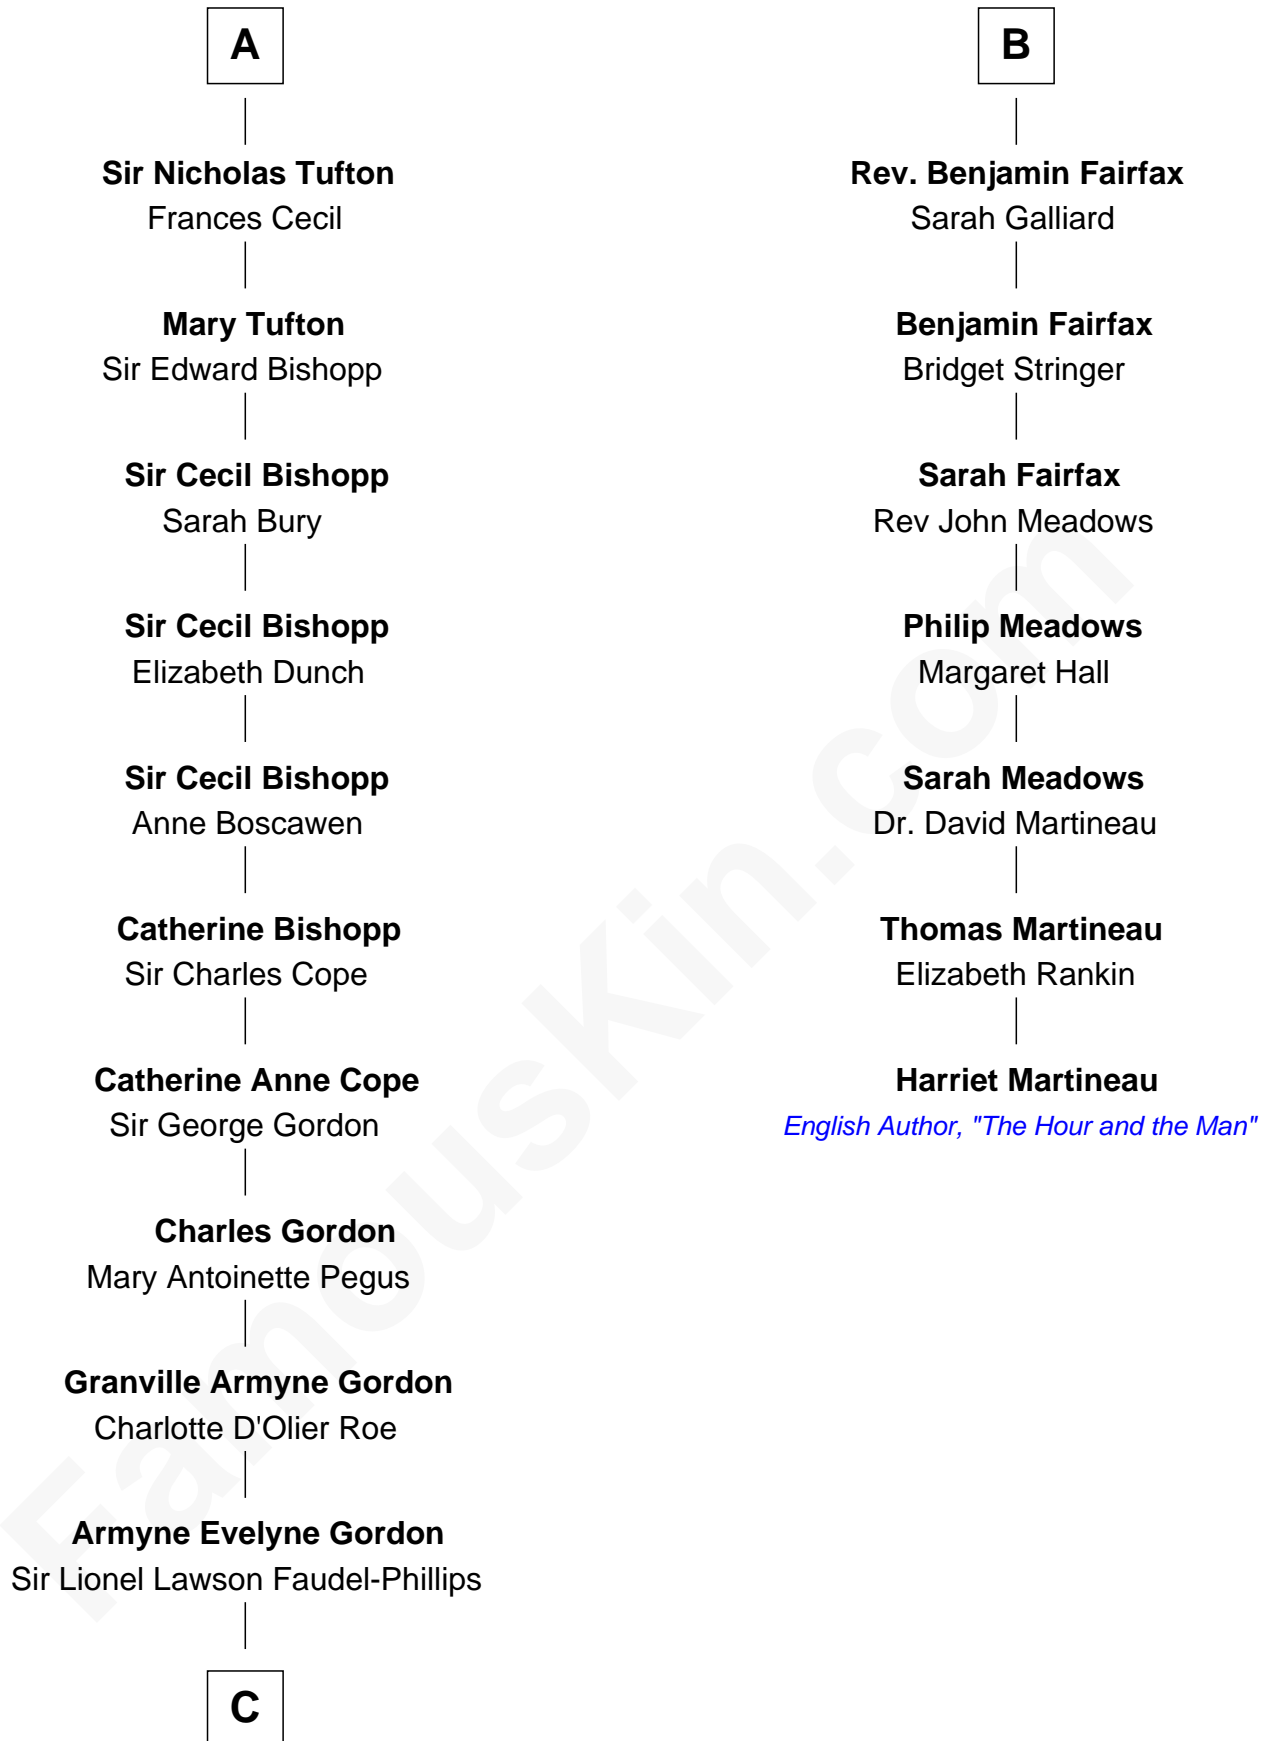 A
Sir Nicholas Tufton
Frances Cecil
Mary Tufton
Sir Edward Bishopp
Sir Cecil Bishopp
Sarah Bury
Sir Cecil Bishopp
Elizabeth Dunch
Sir Cecil Bishopp
Anne Boscawen
Catherine Bishopp
Sir Charles Cope
Catherine Anne Cope
Sir George Gordon
Charles Gordon
Mary Antoinette Pegus
Granville Armyne Gordon
Charlotte D'Olier Roe
Armyne Evelyne Gordon
Sir Lionel Lawson Faudel-Phillips
C
B
Rev. Benjamin Fairfax
Sarah Galliard
Benjamin Fairfax
Bridget Stringer
Sarah Fairfax
Rev John Meadows
Philip Meadows
Margaret Hall
Sarah Meadows
Dr. David Martineau
Thomas Martineau
Elizabeth Rankin
Harriet Martineau
English Author, "The Hour and the Man"
FamousKin.com